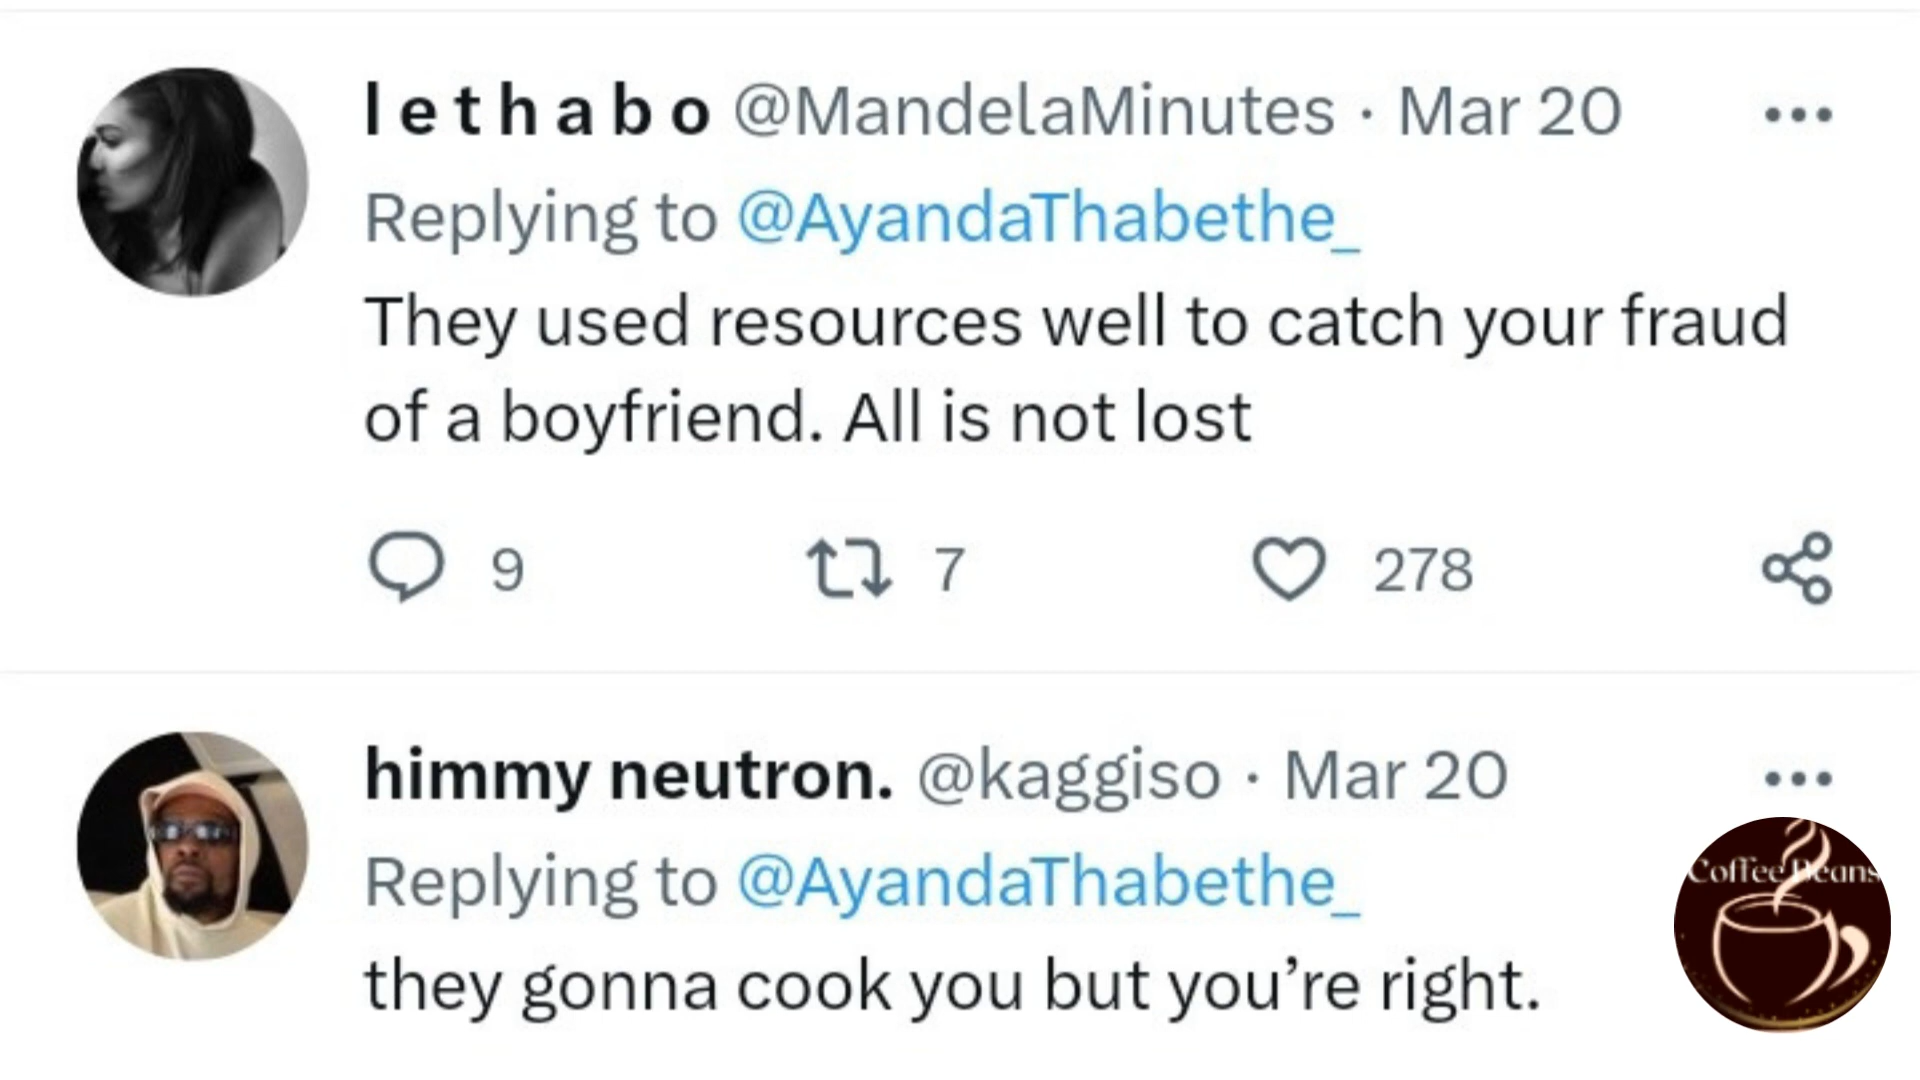 l e t h a b o @MandelaMinutes · Mar 20
Replying to @AyandaThabethe_
They used resources well to catch your fraud
of a boyfriend. All is not lost
9 7 278
himmy neutron. @kaggiso · Mar 20
Replying to @AyandaThabethe_
Coffee Beans
they gonna cook you but you’re right.